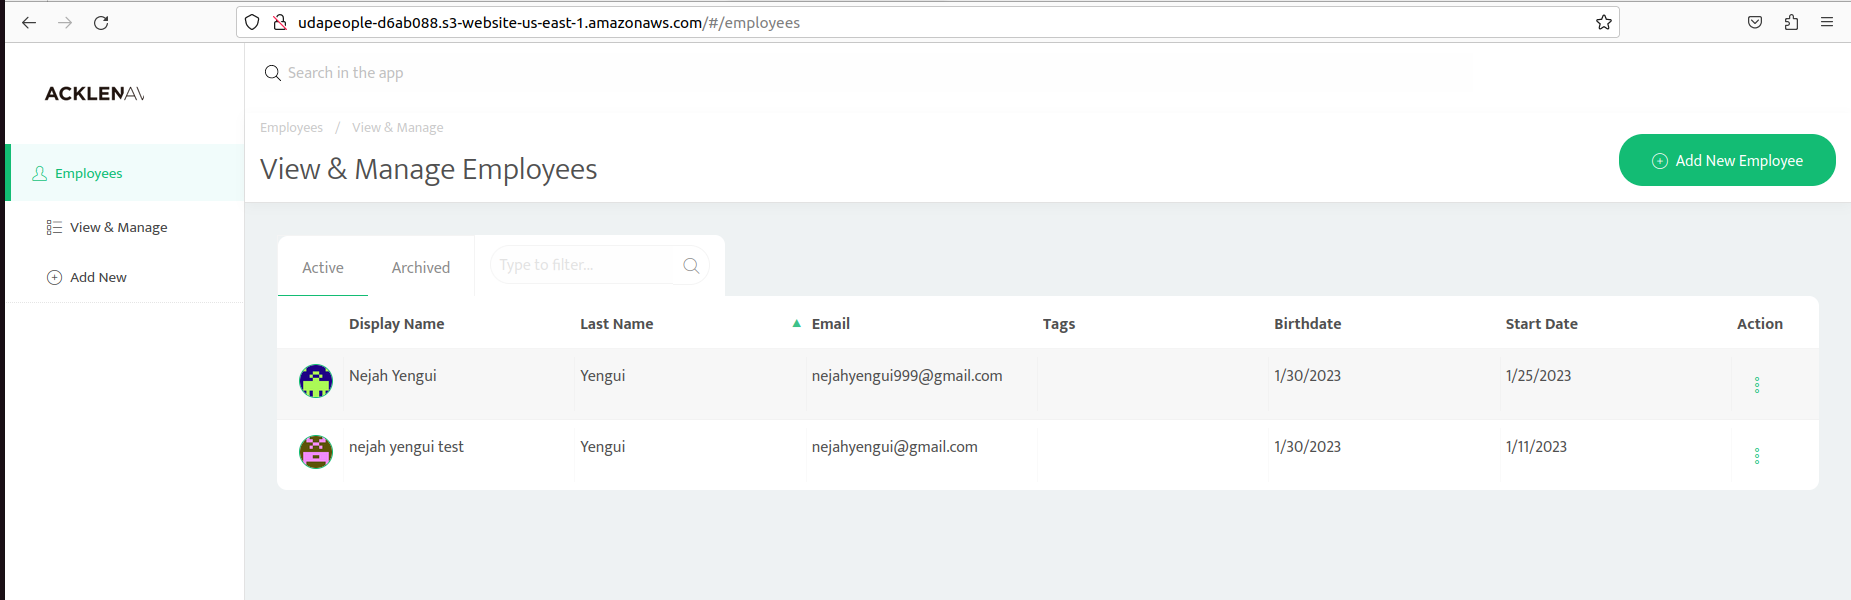 udapeople-d6ab088.s3-website-us-east-1.amazonaws.com/#/employees
ACKLENAV
Search in the app
Employees / View & Manage
View & Manage Employees
Add New Employee
Employees
View & Manage
Add New
Active Archived Type to filter...
Display Name Last Name Email Tags Birthdate Start Date Action
Nejah Yengui Yengui nejahyengui999@gmail.com 1/30/2023 1/25/2023
nejah yengui test Yengui nejahyengui@gmail.com 1/30/2023 1/11/2023